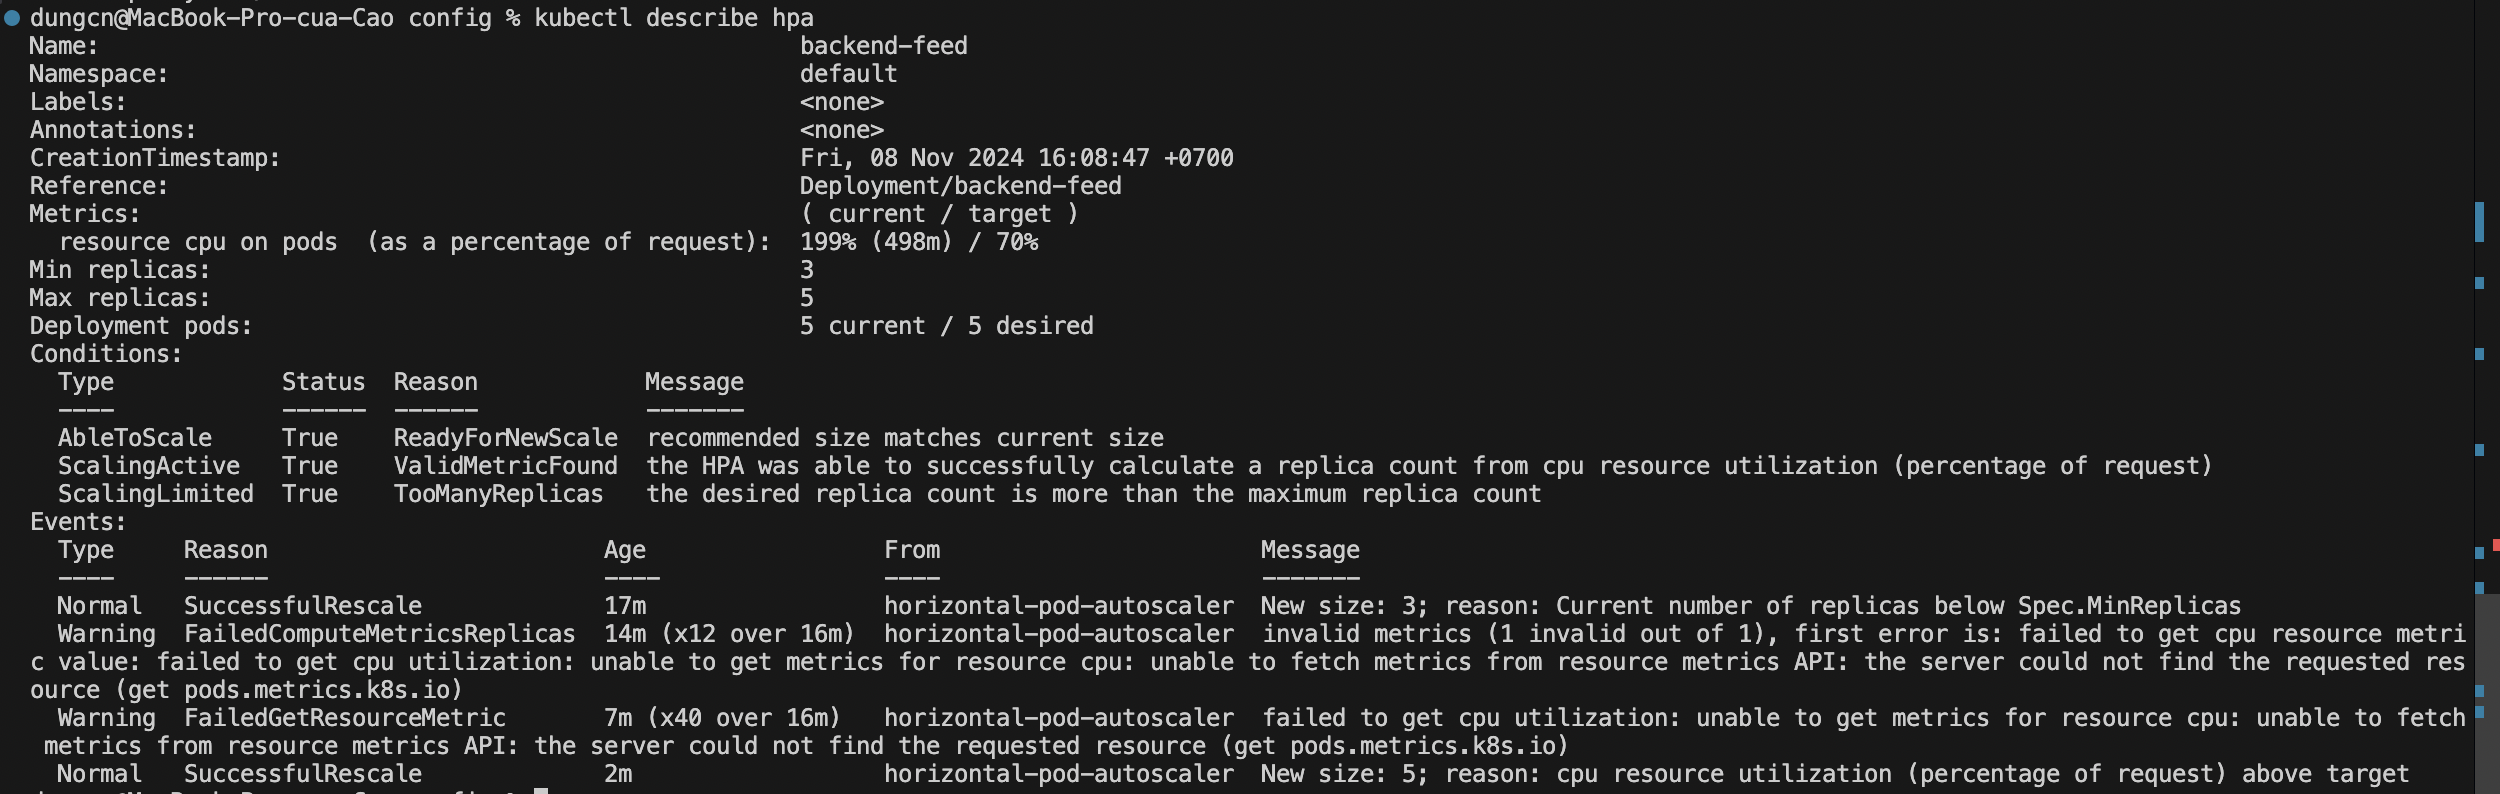 dungcn@MacBook-Pro-cua-Cao config % kubectl describe hpa
Name: backend-feed
Namespace: default
Labels: <none>
Annotations: <none>
CreationTimestamp: Fri, 08 Nov 2024 16:08:47 +0700
Reference: Deployment/backend-feed
Metrics: ( current / target )
resource cpu on pods (as a percentage of request): 199% (498m) / 70%
Min replicas: 3
Max replicas: 5
Deployment pods: 5 current / 5 desired
Conditions:
Type Status Reason Message
---- ------ ------ -------
AbleToScale True ReadyForNewScale recommended size matches current size
ScalingActive True ValidMetricFound the HPA was able to successfully calculate a replica count from cpu resource utilization (percentage of request)
ScalingLimited True TooManyReplicas the desired replica count is more than the maximum replica count
Events:
Type Reason Age From Message
---- ------ ---- ---- -------
Normal SuccessfulRescale 17m horizontal-pod-autoscaler New size: 3; reason: Current number of replicas below Spec.MinReplicas
Warning FailedComputeMetricsReplicas 14m (x12 over 16m) horizontal-pod-autoscaler invalid metrics (1 invalid out of 1), first error is: failed to get cpu resource metri
c value: failed to get cpu utilization: unable to get metrics for resource cpu: unable to fetch metrics from resource metrics API: the server could not find the requested res
ource (get pods.metrics.k8s.io)
Warning FailedGetResourceMetric 7m (x40 over 16m) horizontal-pod-autoscaler failed to get cpu utilization: unable to get metrics for resource cpu: unable to fetch
metrics from resource metrics API: the server could not find the requested resource (get pods.metrics.k8s.io)
Normal SuccessfulRescale 2m horizontal-pod-autoscaler New size: 5; reason: cpu resource utilization (percentage of request) above target